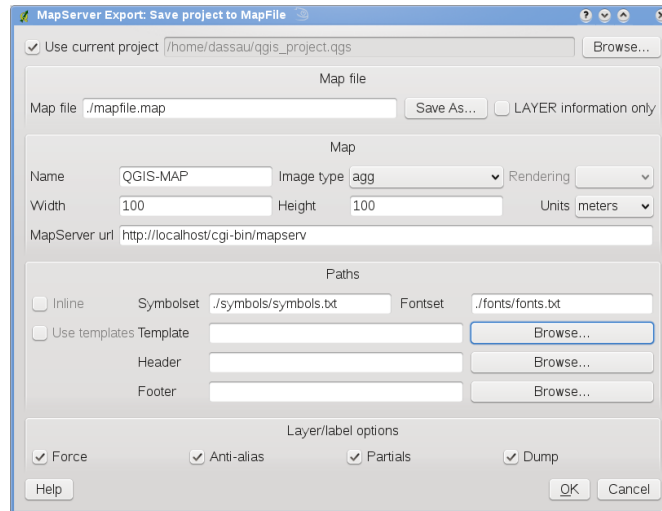 MapServer Export: Save project to MapFile
Use current project /home/dassau/qgis_project.qgs Browse...
Map file
Map file ./mapfile.map Save As... LAYER information only
Map
Name QGIS-MAP Image type agg Rendering
Width 100 Height 100 Units meters
MapServer url http://localhost/cgi-bin/mapserv
Paths
Inline Symbolset ./symbols/symbols.txt Fontset ./fonts/fonts.txt
Use templates Template Browse...
Header Browse...
Footer Browse...
Layer/label options
Force Anti-alias Partials Dump
Help OK Cancel